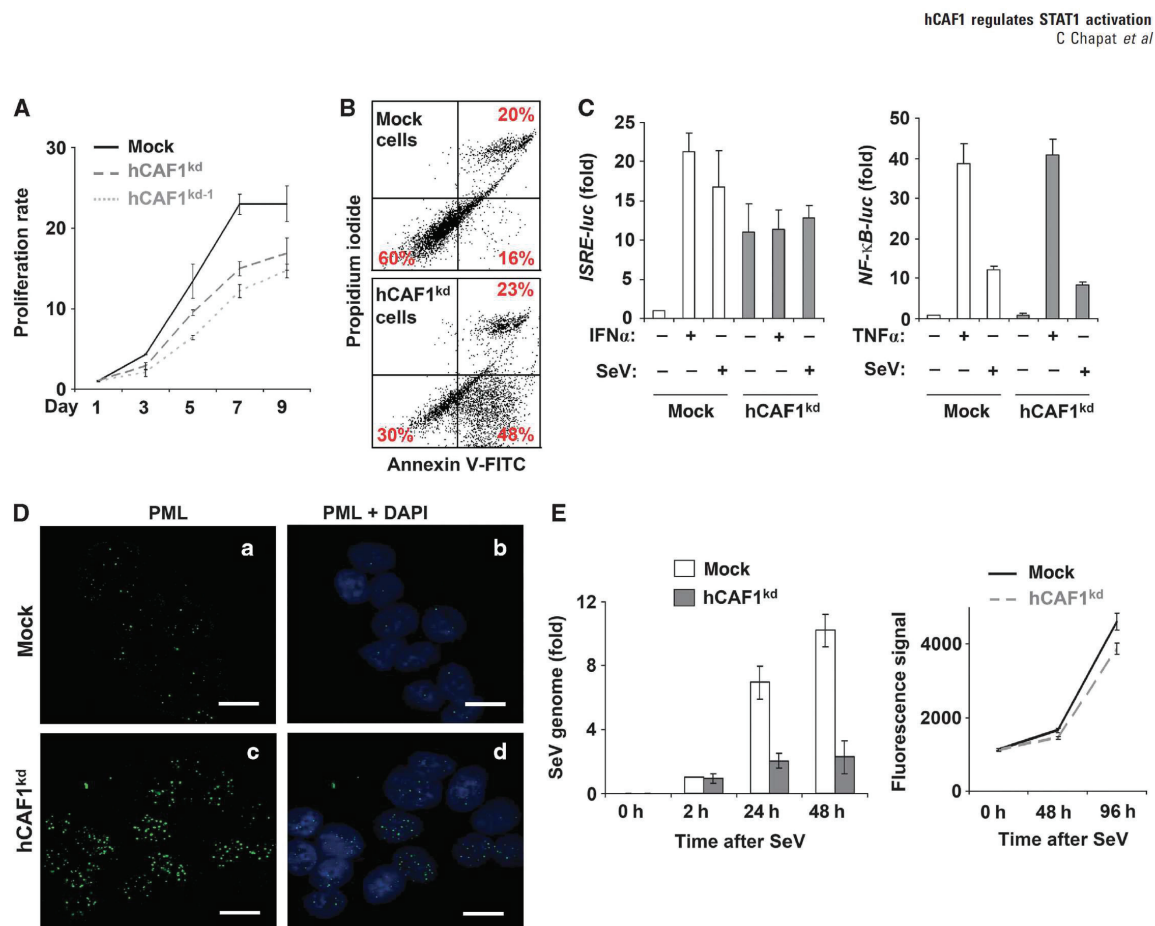 hCAF1 regulates STAT1 activation
C Chapat et al
A
Mock
hCAF1kd
hCAF1kd-1
Proliferation rate
30
20
10
0
Day 1 3 5 7 9
B
Mock cells
20%
60%
16%
hCAF1kd cells
23%
30%
48%
Propidium iodide
Annexin V-FITC
C
ISRE-luc (fold)
25
20
15
10
5
0
IFNα: – + – – + –
SeV: – – + – – +
Mock hCAF1kd
NF-κB-luc (fold)
50
40
30
20
10
0
TNFα: – + – – + –
SeV: – – + – – +
Mock hCAF1kd
D
PML
PML + DAPI
Mock
a
b
hCAF1kd
c
d
E
Mock
hCAF1kd
SeV genome (fold)
12
8
4
0
0 h 2 h 24 h 48 h
Time after SeV
Mock
hCAF1kd
Fluorescence signal
4000
2000
0
0 h 48 h 96 h
Time after SeV